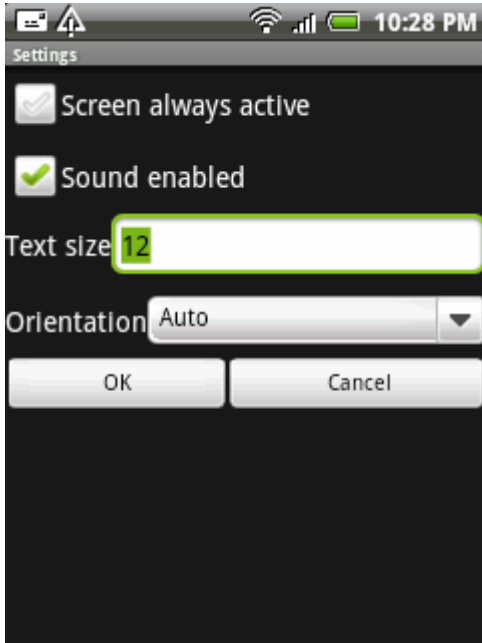 10:28 PM
Settings
Screen always active
Sound enabled
Text size 12
Orientation Auto
OK Cancel